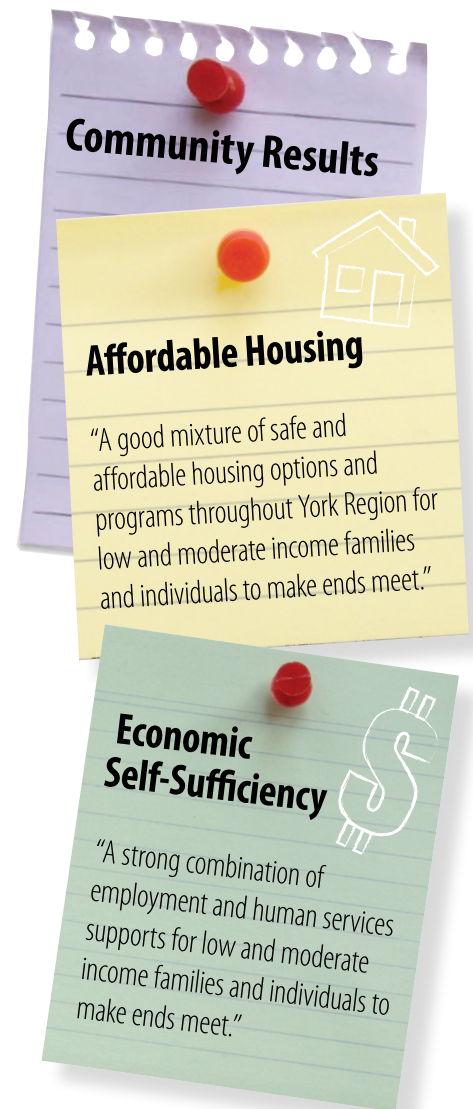 Community Results
Affordable Housing
“A good mixture of safe and
affordable housing options and
programs throughout York Region for
low and moderate income families
and individuals to make ends meet.”
Economic
Self-Sufficiency
“A strong combination of
employment and human services
supports for low and moderate
income families and individuals to
make ends meet.”